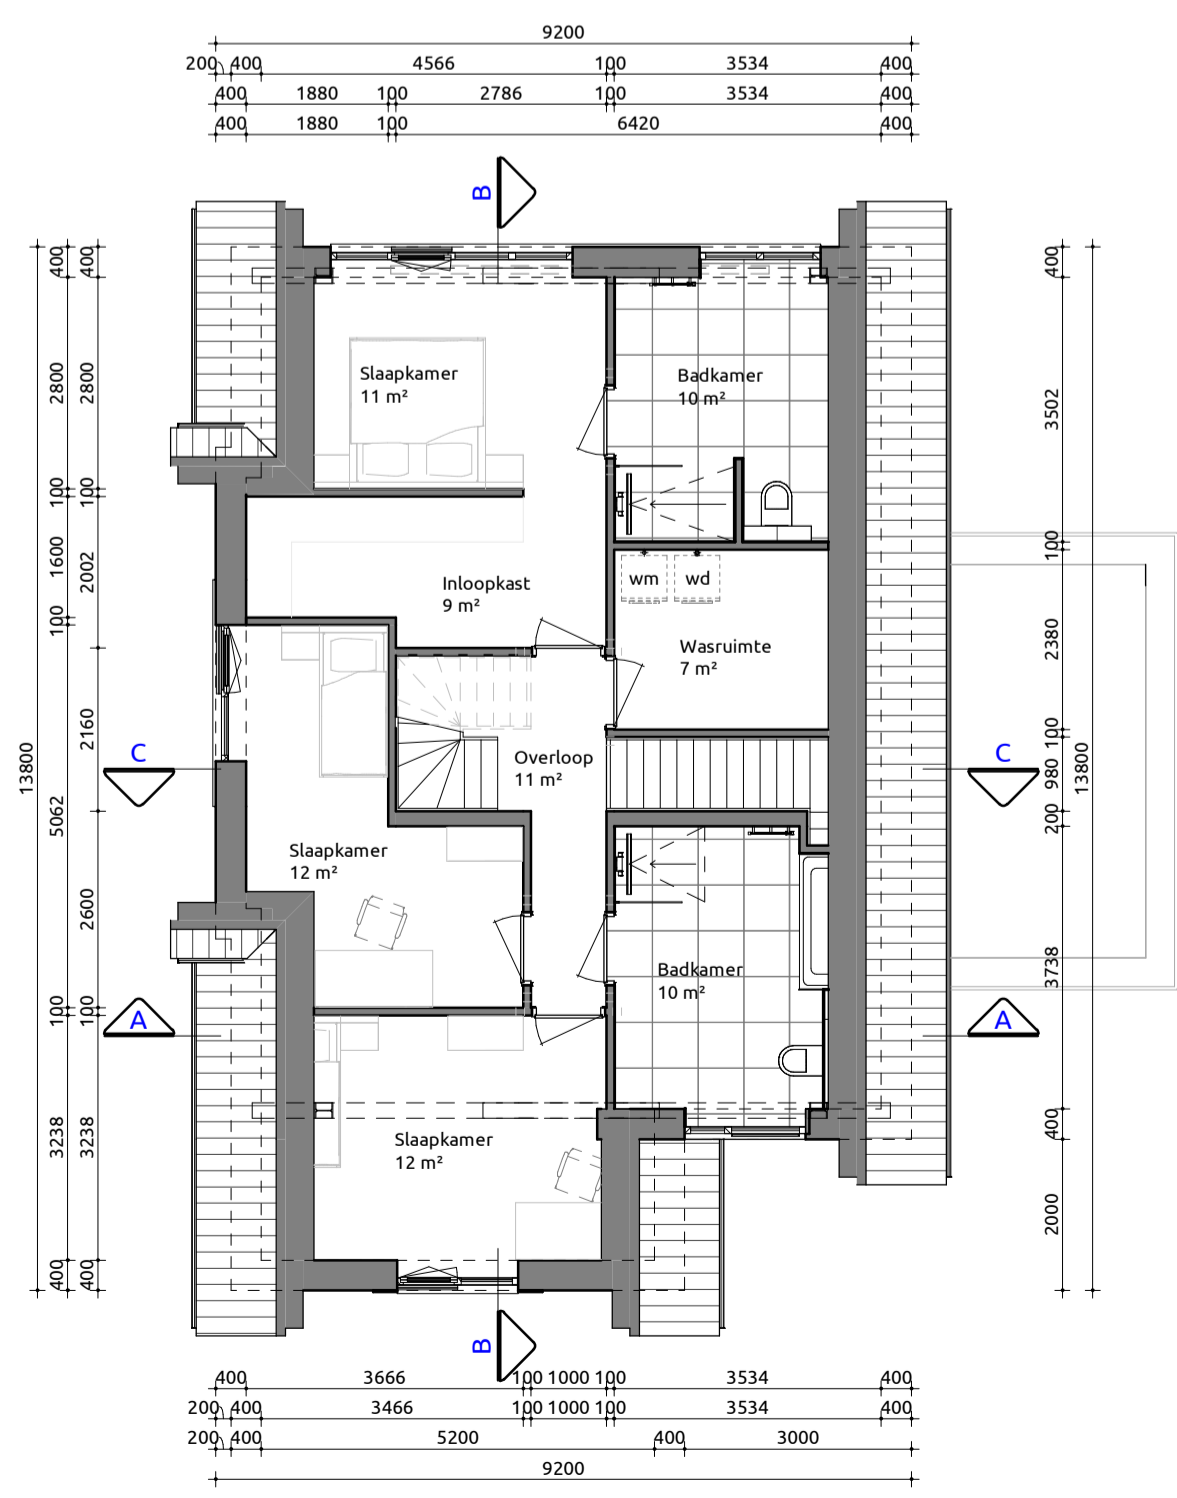 9200
200 400 4566 100 3534 400
400 1880 100 2786 100 3534 400
400 1880 100 6420 400
B
13800
400 2800 100 1600 100 5062 100 3238 400
400 2800 100 2002 2160 2600 100 3238 400
Slaapkamer
11 m²
Badkamer
10 m²
Inloopkast
9 m²
wm wd
Wasruimte
7 m²
C
Overloop
11 m²
C
Slaapkamer
12 m²
Badkamer
10 m²
A
A
Slaapkamer
12 m²
400 3502 100 2380 100 980 200 3738 400 2000
13800
B
400 3666 100 1000 100 3534 400
200 400 3466 100 1000 100 3534 400
200 400 5200 400 3000
9200